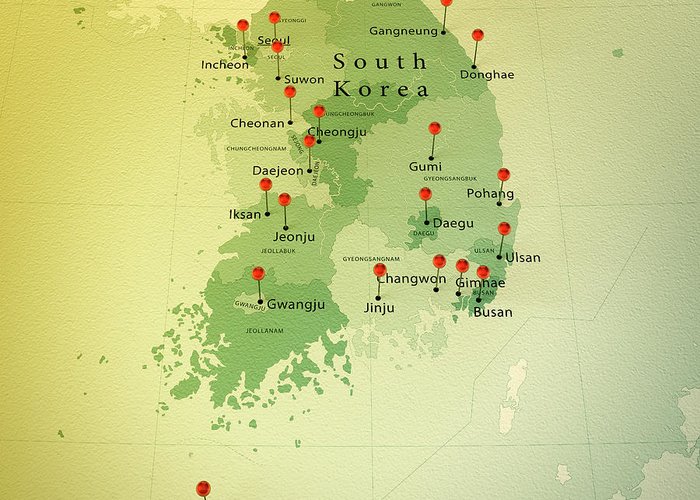 GANGWON
GYEONGGI
Gangneung
INCHEON
Seoul
SEOUL
Incheon
South
Korea
Suwon
Donghae
Cheonan
CHUNGCHEONGBUK
Cheongju
SEJONG
CHUNGCHEONGNAM
Daejeon
DAEJEON
Gumi
GYEONGSANGBUK
Pohang
Iksan
Jeonju
Daegu
DAEGU
JEOLLABUK
ULSAN
Ulsan
GYEONGSANGNAM
Changwon
Gimhae
BUSAN
GWANGJU
Gwangju
Jinju
Busan
JEOLLANAM